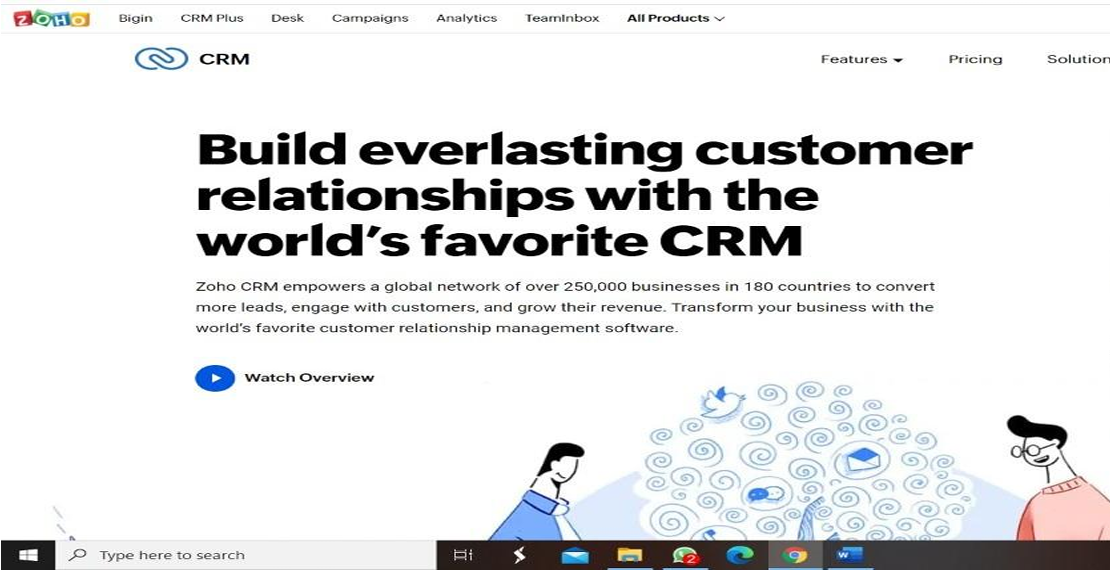 ZOHO Bigin CRM Plus Desk Campaigns Analytics TeamInbox All Products
CRM Features Pricing Solution
Build everlasting customer
relationships with the
world's favorite CRM
Zoho CRM empowers a global network of over 250,000 businesses in 180 countries to convert
more leads, engage with customers, and grow their revenue. Transform your business with the
world's favorite customer relationship management software.
Watch Overview
Type here to search 2 W